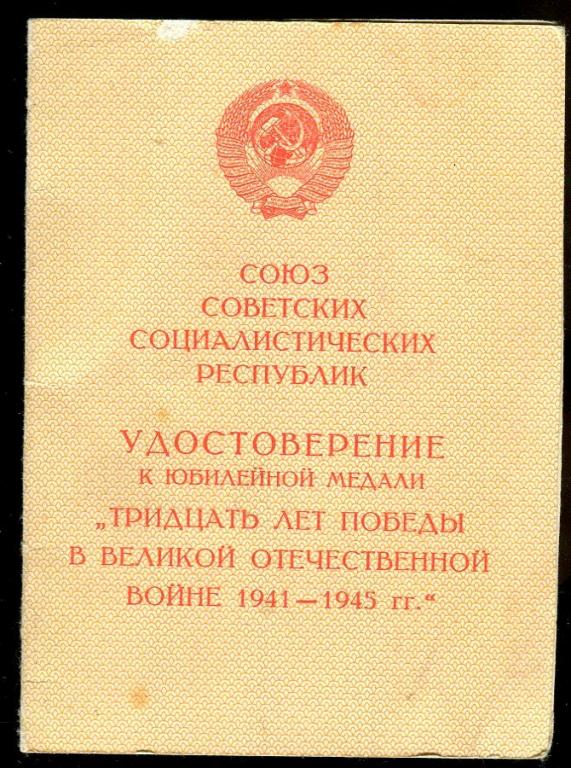 СОЮЗ
СОВЕТСКИХ
СОЦИАЛИСТИЧЕСКИХ
РЕСПУБЛИК
УДОСТОВЕРЕНИЕ
К ЮБИЛЕЙНОЙ МЕДАЛИ
„ТРИДЦАТЬ ЛЕТ ПОБЕДЫ
В ВЕЛИКОЙ ОТЕЧЕСТВЕННОЙ
ВОЙНЕ 1941—1945 гг.“